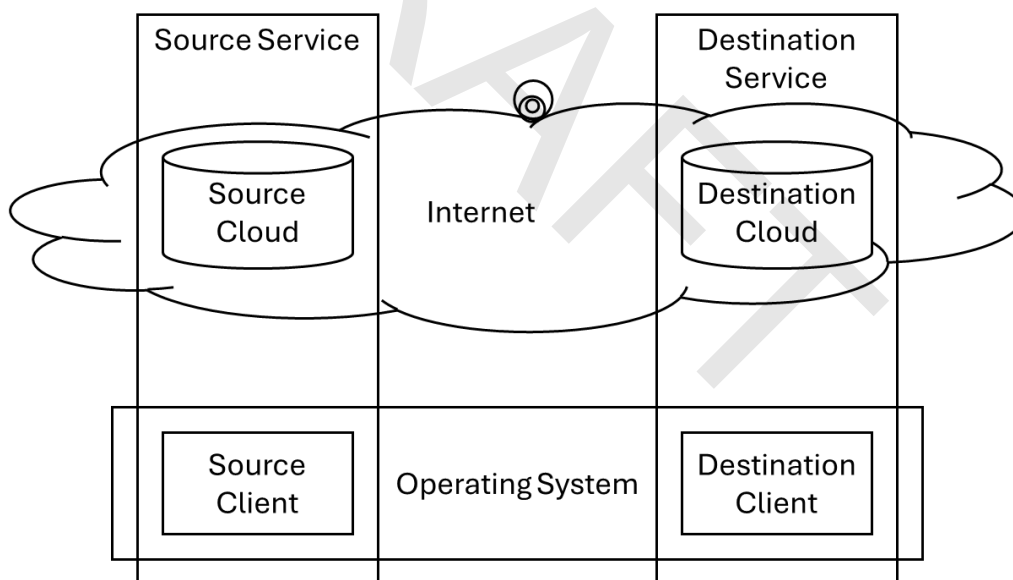 Source Service
Destination
Service
Source
Cloud
Internet
Destination
Cloud
Source
Client
Operating System
Destination
Client